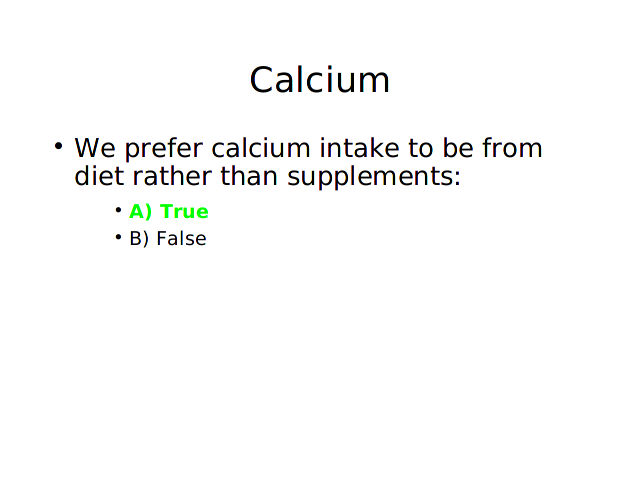 Calcium
• We prefer calcium intake to be from
diet rather than supplements:
• A) True
• B) False